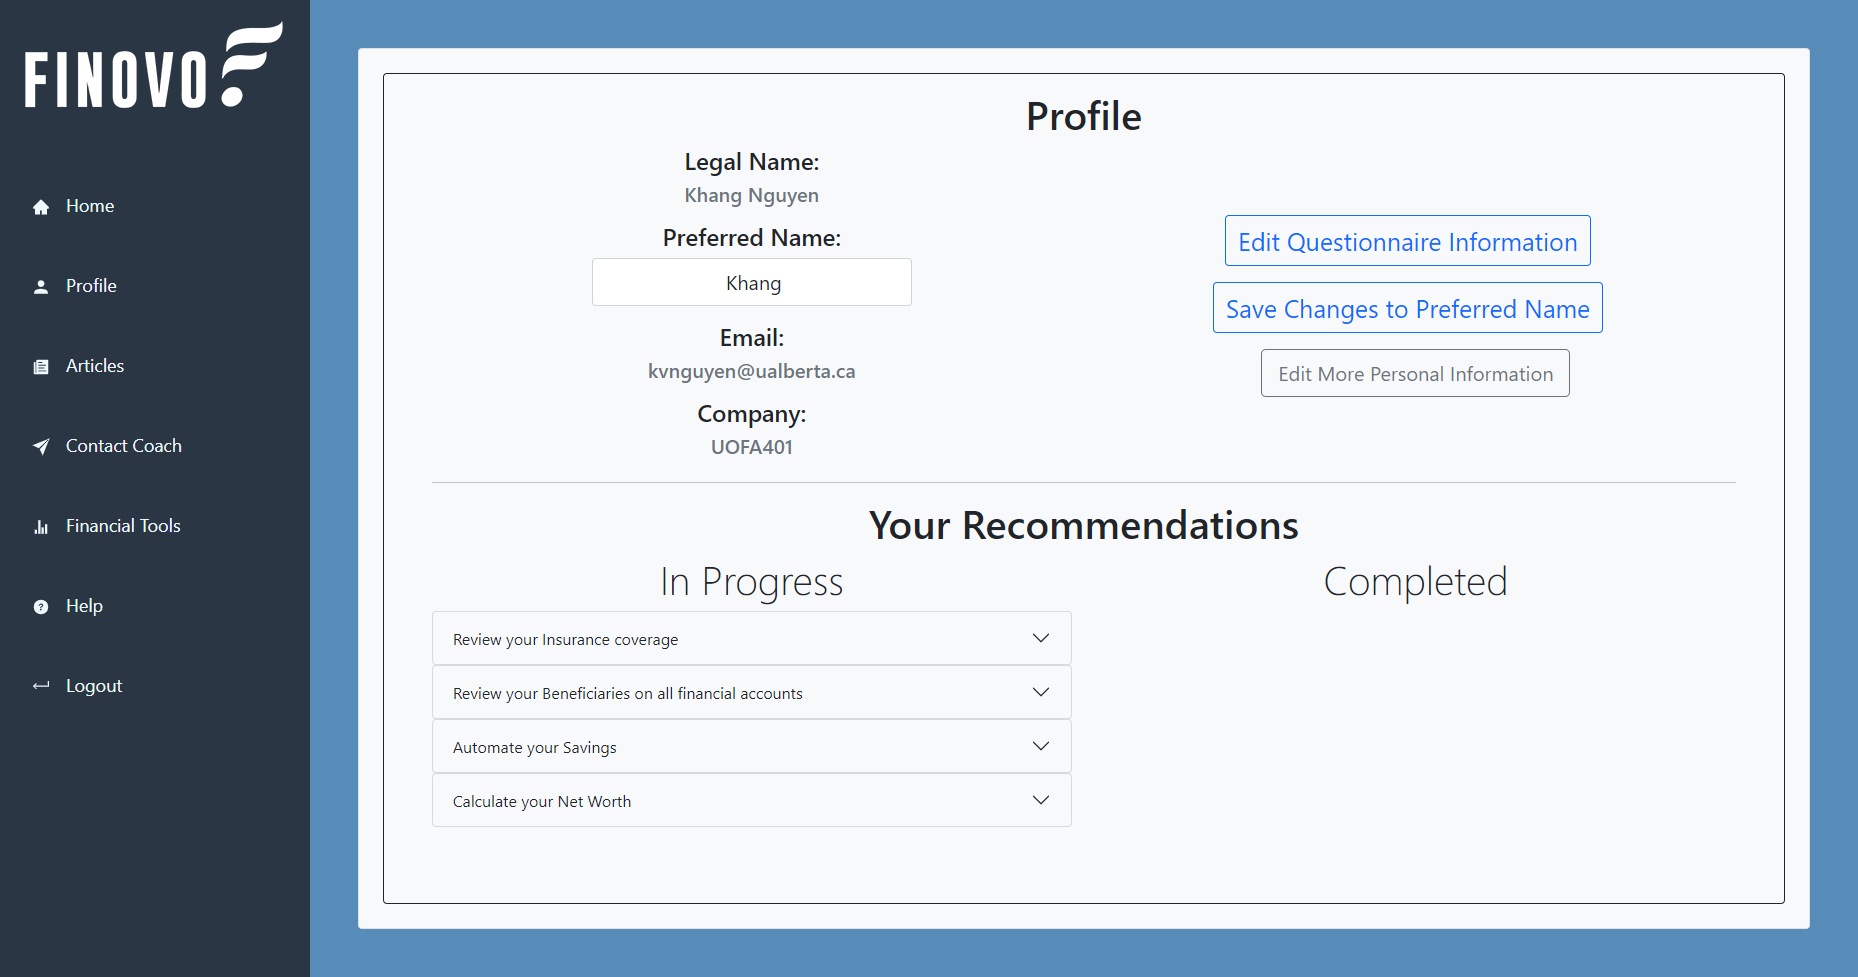 FINOVO
Home
Profile
Articles
Contact Coach
Financial Tools
Help
Logout
Profile
Legal Name:
Khang Nguyen
Preferred Name:
Khang
Email:
kvnguyen@ualberta.ca
Company:
UOFA401
Edit Questionnaire Information
Save Changes to Preferred Name
Edit More Personal Information
Your Recommendations
In Progress
Review your Insurance coverage
Review your Beneficiaries on all financial accounts
Automate your Savings
Calculate your Net Worth
Completed